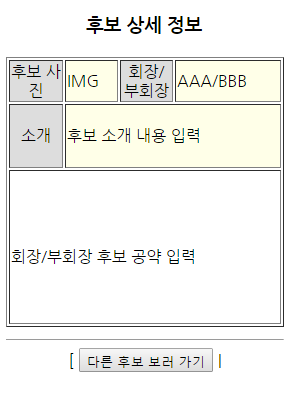 후보 상세 정보
후보 사
진
IMG
회장/
부회장
AAA/BBB
소개
후보 소개 내용 입력
회장/부회장 후보 공약 입력
[ 다른 후보 보러 가기 |